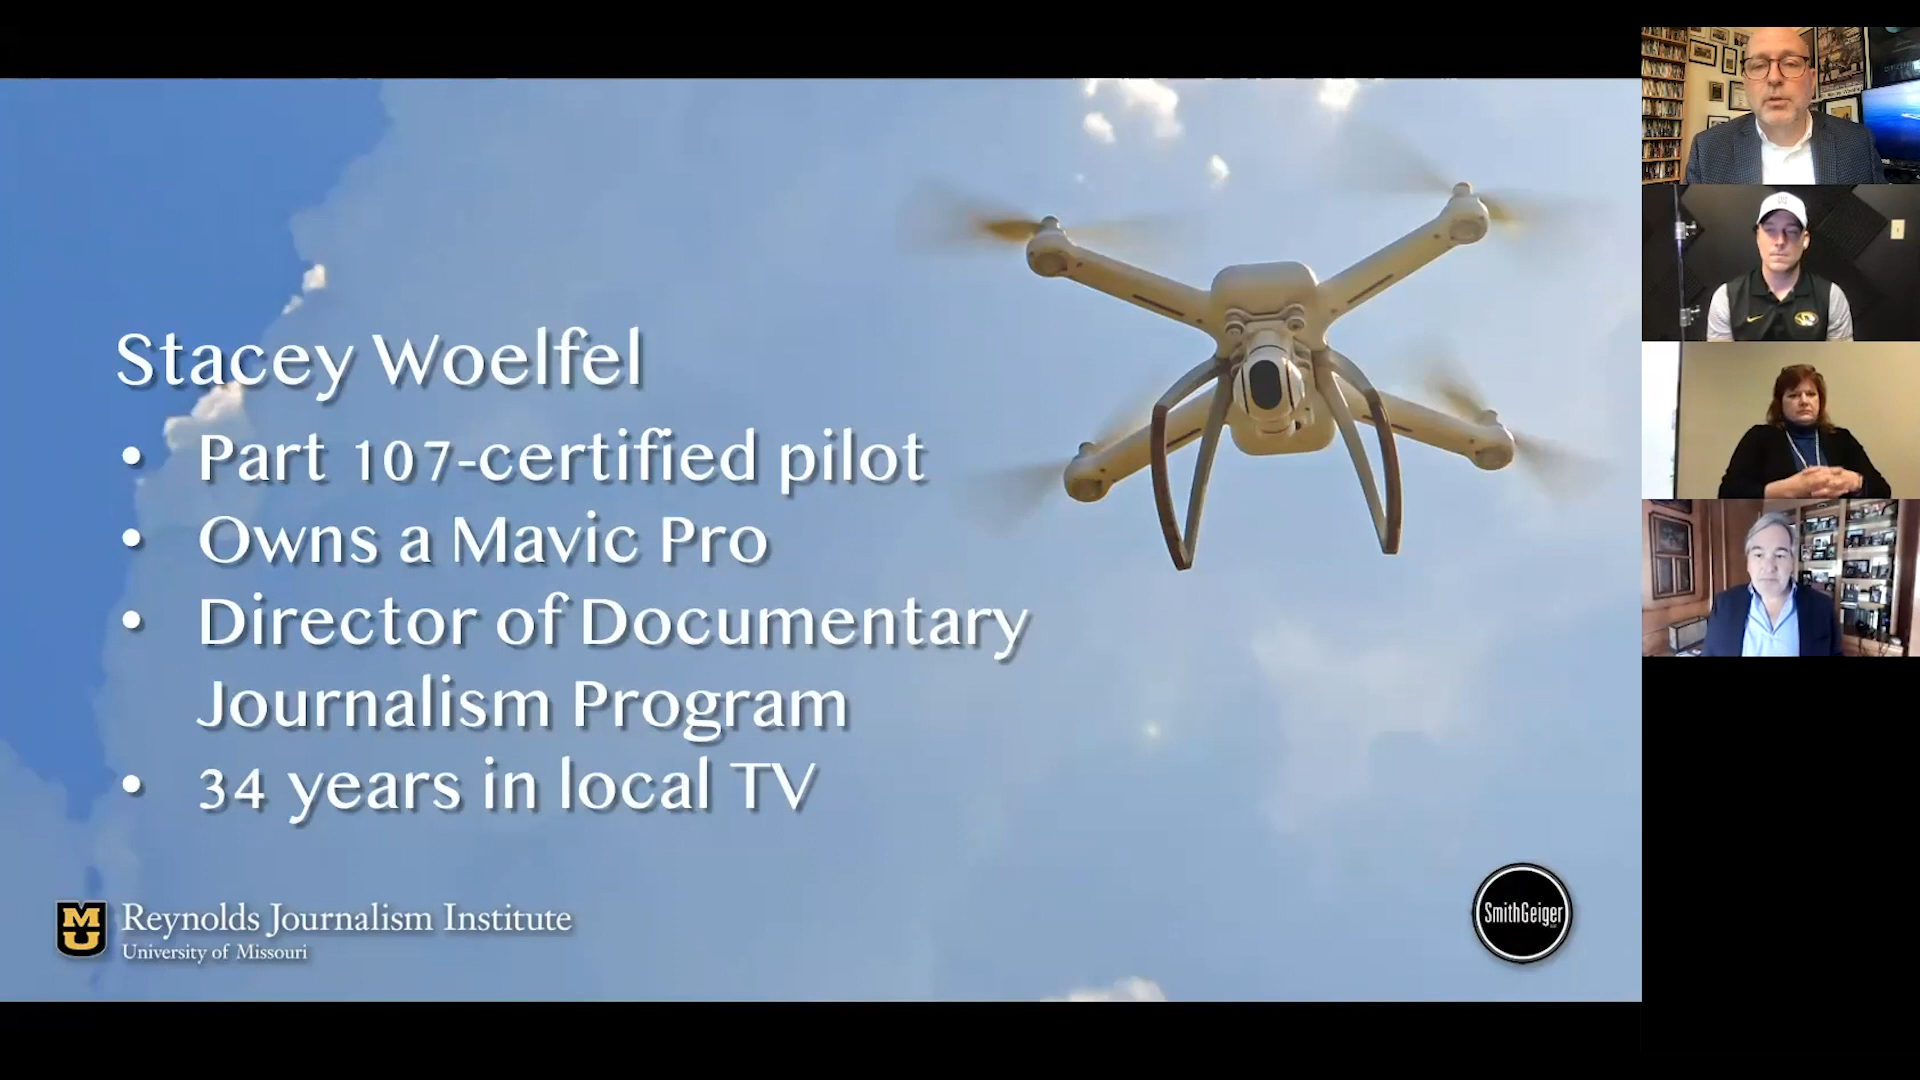 Stacey Woelfel
• Part 107-certified pilot
• Owns a Mavic Pro
• Director of Documentary
Journalism Program
• 34 years in local TV
MU
Reynolds Journalism Institute
University of Missouri
SmithGeiger